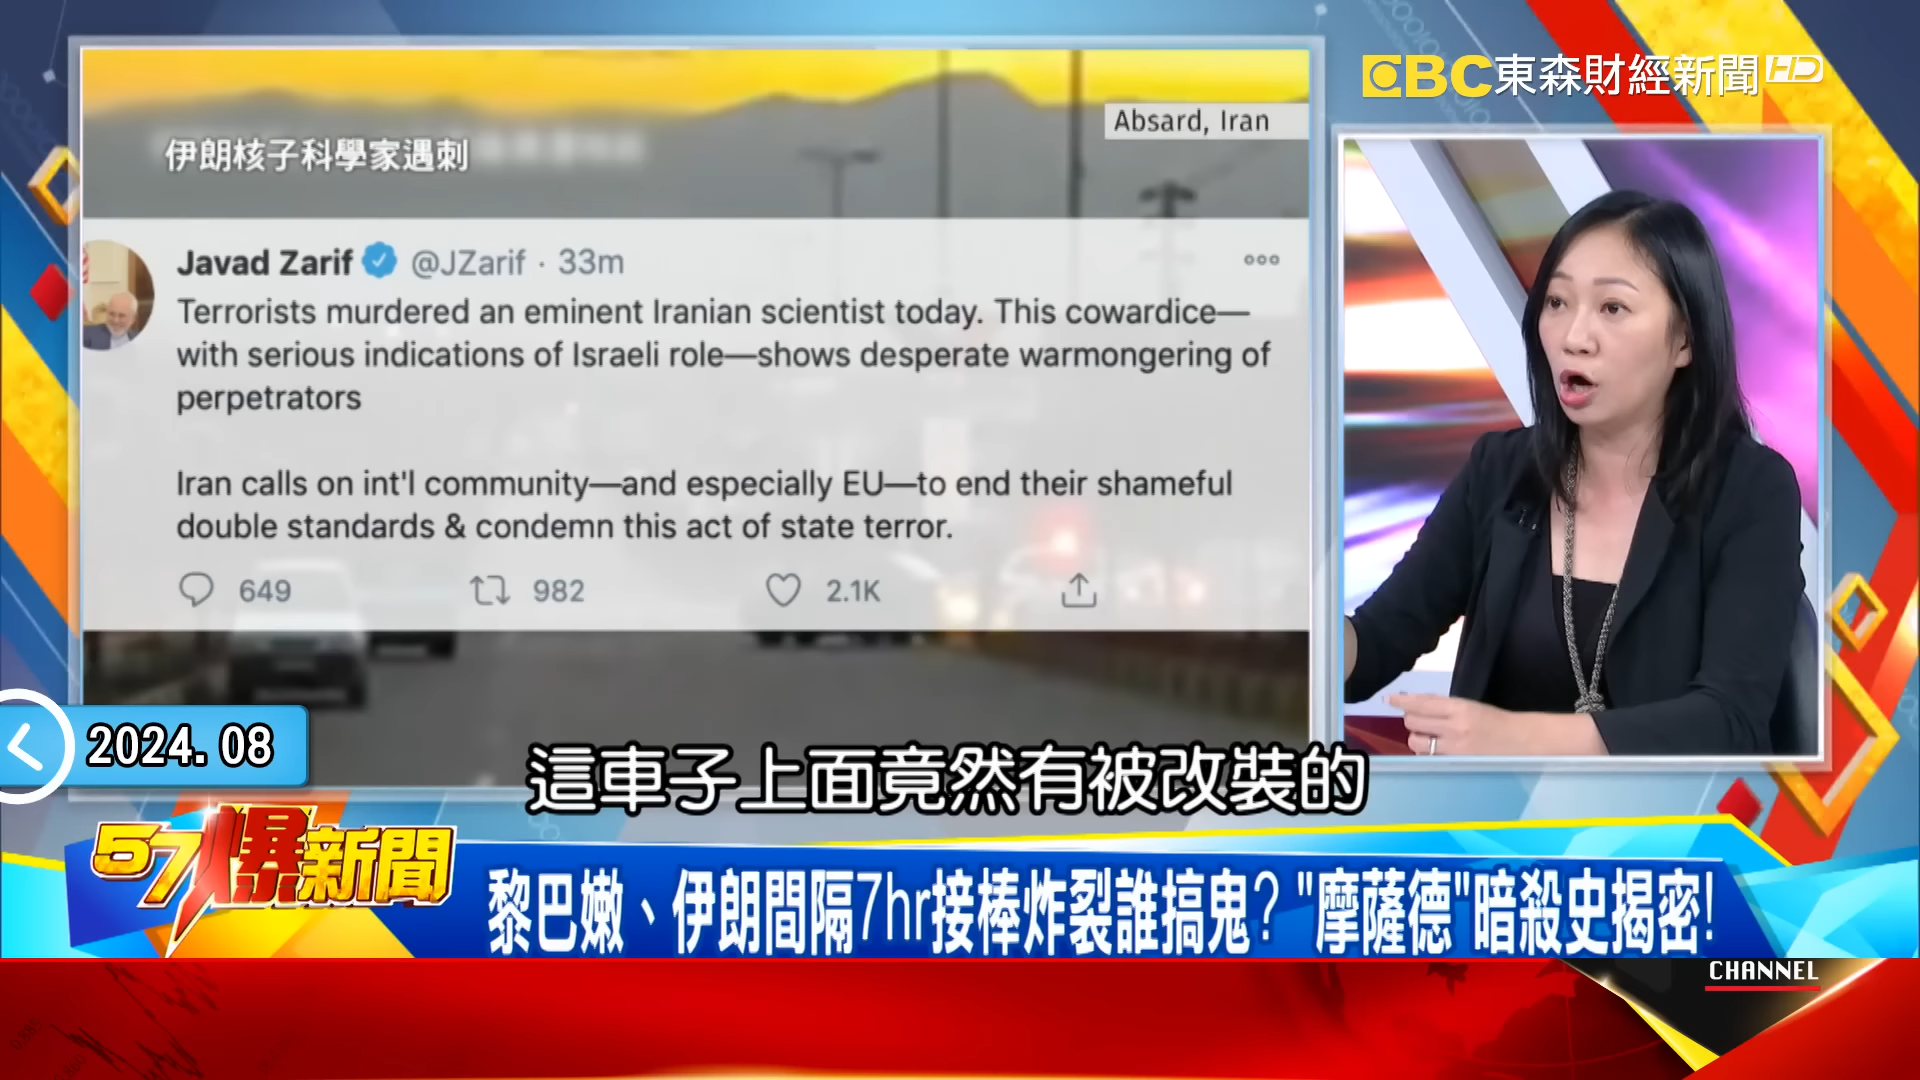 EBC 東森財經新聞 HD
Absard, Iran
伊朗核子科學家遇刺
Javad Zarif @JZarif · 33m
Terrorists murdered an eminent Iranian scientist today. This cowardice—
with serious indications of Israeli role—shows desperate warmongering of
perpetrators
Iran calls on int'l community—and especially EU—to end their shameful
double standards & condemn this act of state terror.
649 982 2.1K
2024.08
這車子上面竟然有被改裝的
57爆新聞
黎巴嫩、伊朗間隔7hr接棒炸裂誰搞鬼?"摩薩德"暗殺史揭密!
CHANNEL